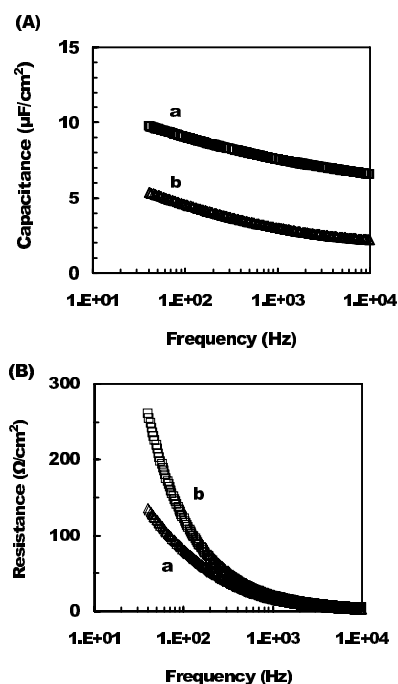 (A)
15
10
5
0
Capacitance (µF/cm²)
a
b
1.E+01 1.E+02 1.E+03 1.E+04
Frequency (Hz)
(B)
300
200
100
0
Resistance (Ω/cm²)
b
a
1.E+01 1.E+02 1.E+03 1.E+04
Frequency (Hz)